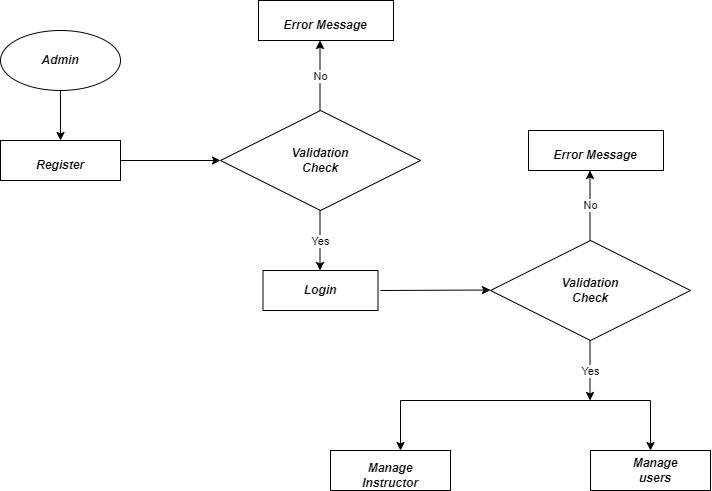 Error Message
Admin
No
Validation
Check
Register
Error Message
No
Yes
Login
Validation
Check
Yes
Manage
Instructor
Manage
users